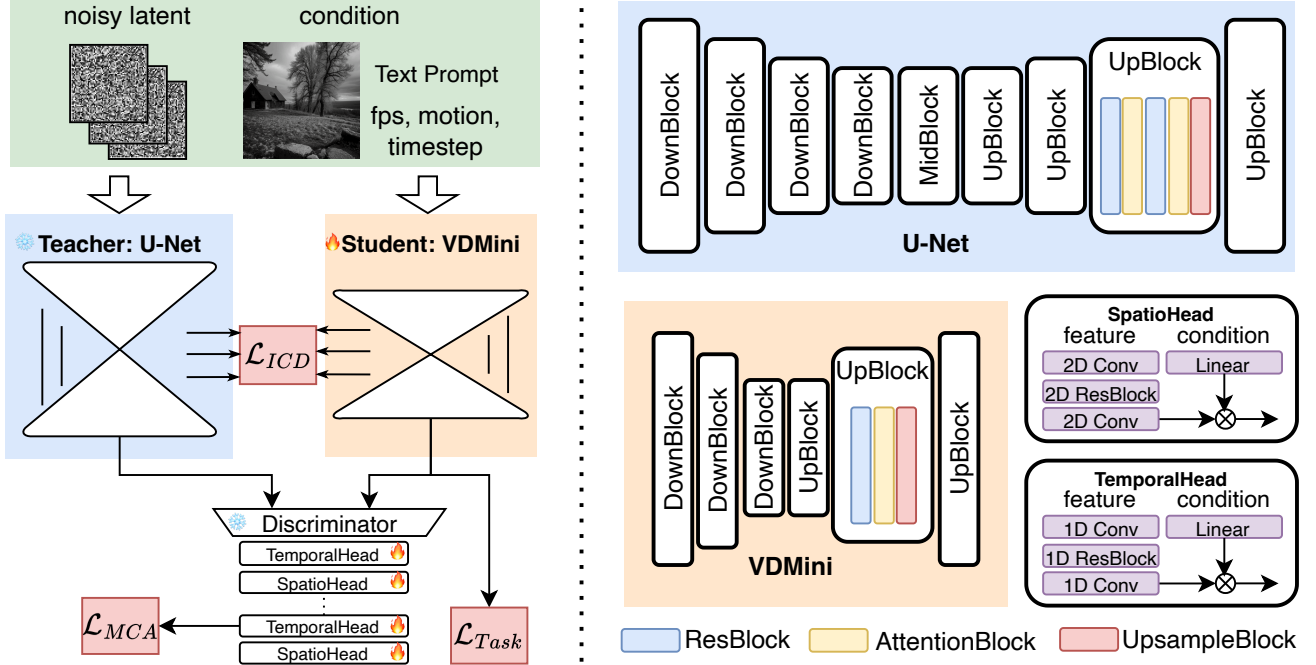 noisy latent
condition
Text Prompt
fps, motion,
timestep
Teacher: U-Net
Student: VDMini
L_ICD
Discriminator
TemporalHead
SpatioHead
TemporalHead
SpatioHead
L_MCA
L_Task
DownBlock
DownBlock
DownBlock
DownBlock
MidBlock
UpBlock
UpBlock
UpBlock
UpBlock
U-Net
DownBlock
DownBlock
DownBlock
UpBlock
UpBlock
UpBlock
VDMini
SpatioHead
feature condition
2D Conv Linear
2D ResBlock
2D Conv
TemporalHead
feature condition
1D Conv Linear
1D ResBlock
1D Conv
ResBlock AttentionBlock UpsampleBlock